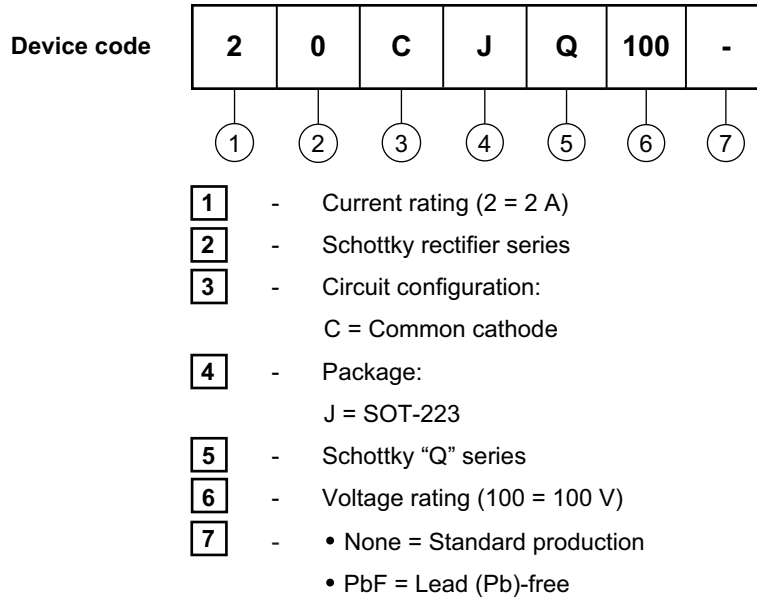 Device code 2 0 C J Q 100 -
1 2 3 4 5 6 7
1 - Current rating (2 = 2 A)
2 - Schottky rectifier series
3 - Circuit configuration:
C = Common cathode
4 - Package:
J = SOT-223
5 - Schottky “Q” series
6 - Voltage rating (100 = 100 V)
7 - • None = Standard production
• PbF = Lead (Pb)-free